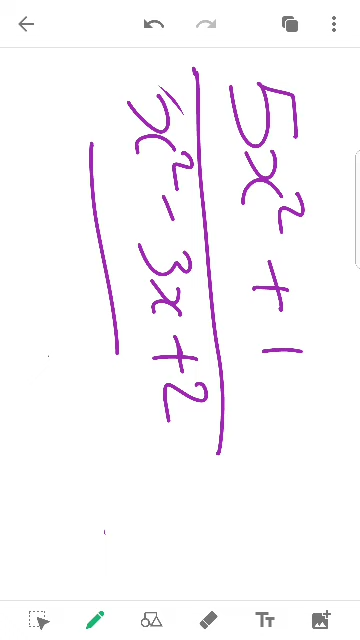 5x² + 1
x² - 3x + 2